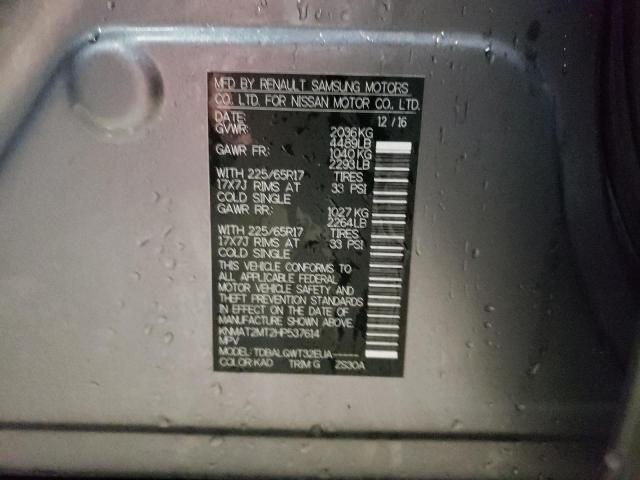 MFD BY RENAULT SAMSUNG MOTORS
CO., LTD. FOR NISSAN MOTOR CO., LTD.
DATE: 12 / 16
GVWR: 2036KG
4489LB
GAWR FR: 1040KG
2293LB
WITH 225/65R17 TIRES
17X7J RIMS AT 33 PSI
COLD SINGLE
GAWR RR: 1027KG
2264LB
WITH 225/65R17 TIRES
17X7J RIMS AT 33 PSI
COLD SINGLE
THIS VEHICLE CONFORMS TO
ALL APPLICABLE FEDERAL
MOTOR VEHICLE SAFETY AND
THEFT PREVENTION STANDARDS
IN EFFECT ON THE DATE OF
MANUFACTURE SHOWN ABOVE.
KNMAT2MT2HP537614
MPV
MODEL: TDBALGWT32EUA-----
COLOR:KAD TRIM:G ZS30A